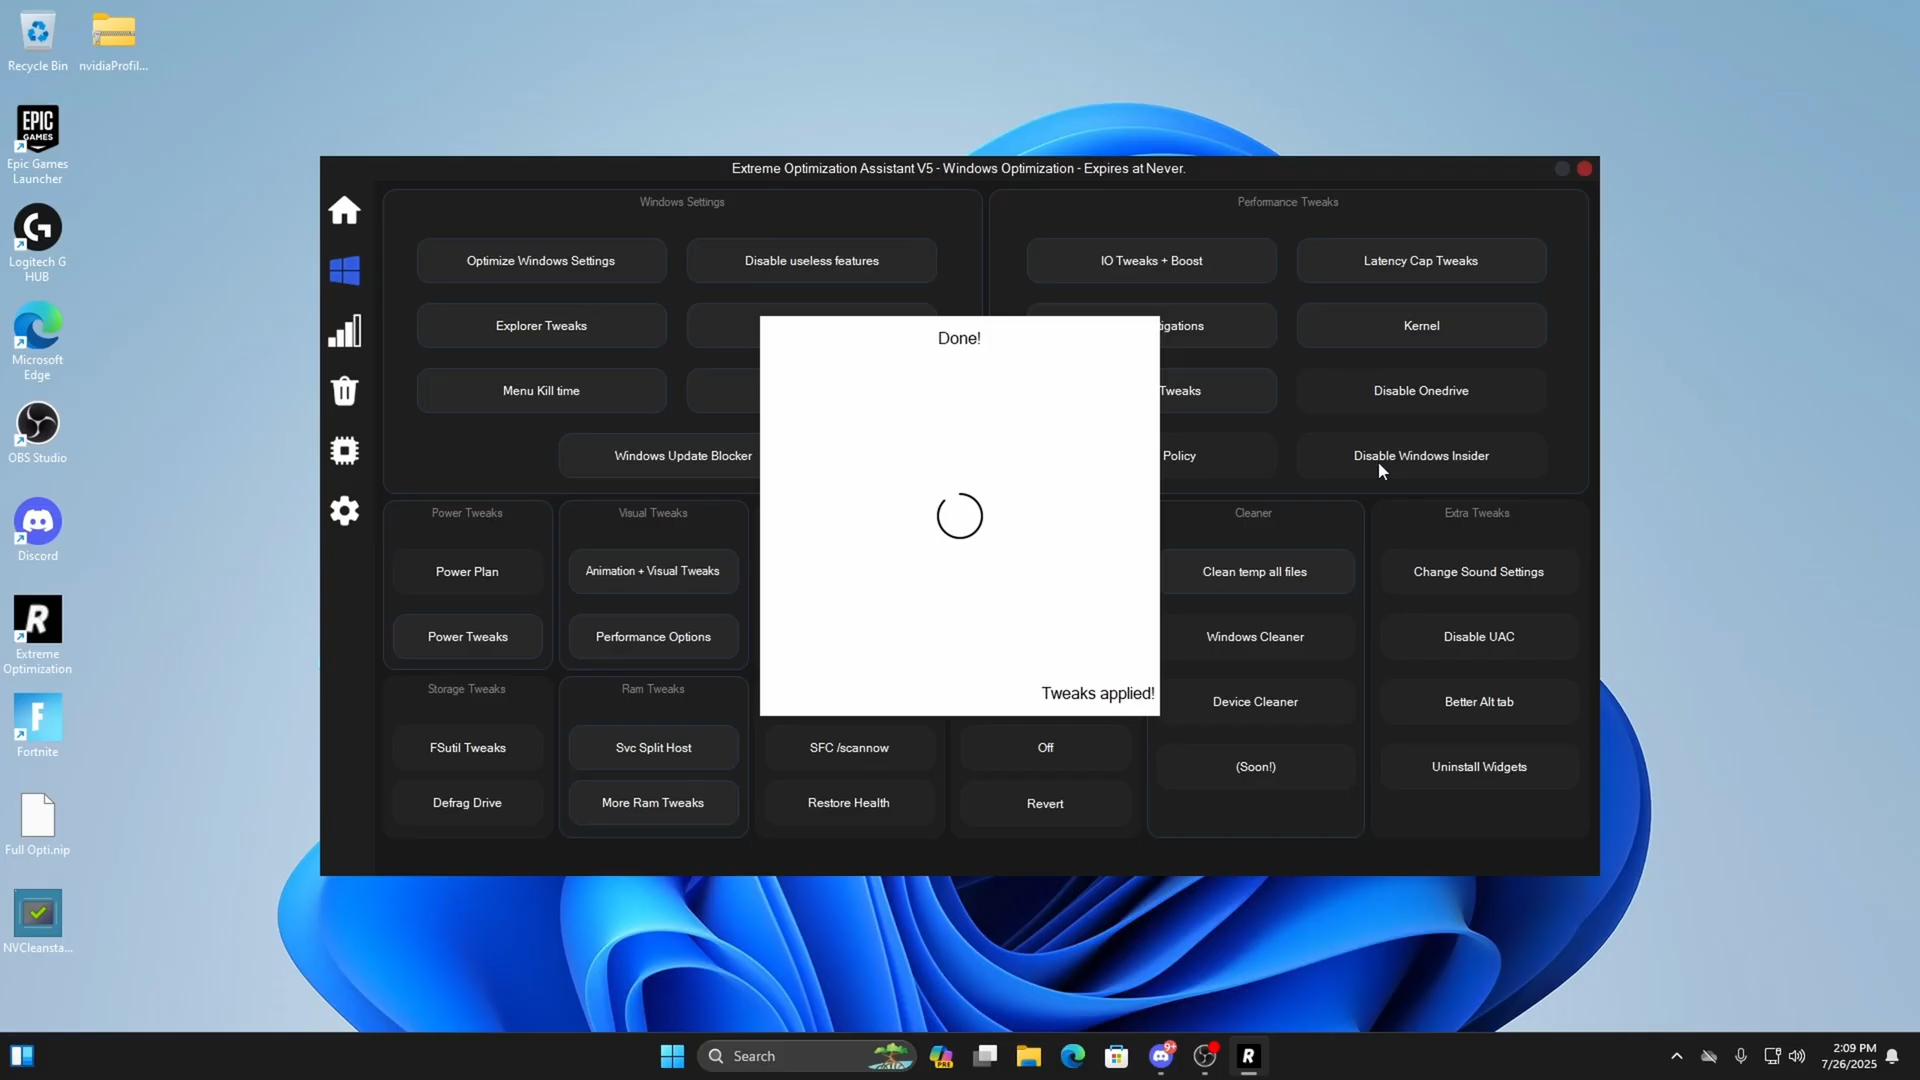 Recycle Bin
nvidiaProfil...
EPIC
GAMES
Epic Games
Launcher
Logitech G
HUB
Microsoft
Edge
OBS Studio
Discord
R
Extreme
Optimization
F
Fortnite
Full Opti.nip
NVCleansta...
Extreme Optimization Assistant V5 - Windows Optimization - Expires at Never.
Windows Settings
Optimize Windows Settings
Disable useless features
Explorer Tweaks
Menu Kill time
Windows Update Blocker
Performance Tweaks
IO Tweaks + Boost
Latency Cap Tweaks
igations
Kernel
Tweaks
Disable Onedrive
Policy
Disable Windows Insider
Done!
Tweaks applied!
Power Tweaks
Power Plan
Power Tweaks
Visual Tweaks
Animation + Visual Tweaks
Performance Options
Cleaner
Clean temp all files
Windows Cleaner
Device Cleaner
(Soon!)
Extra Tweaks
Change Sound Settings
Disable UAC
Better Alt tab
Uninstall Widgets
Storage Tweaks
FSutil Tweaks
Defrag Drive
Ram Tweaks
Svc Split Host
More Ram Tweaks
SFC /scannow
Restore Health
Off
Revert
Search
PRE
9+
R
2:09 PM
7/26/2025